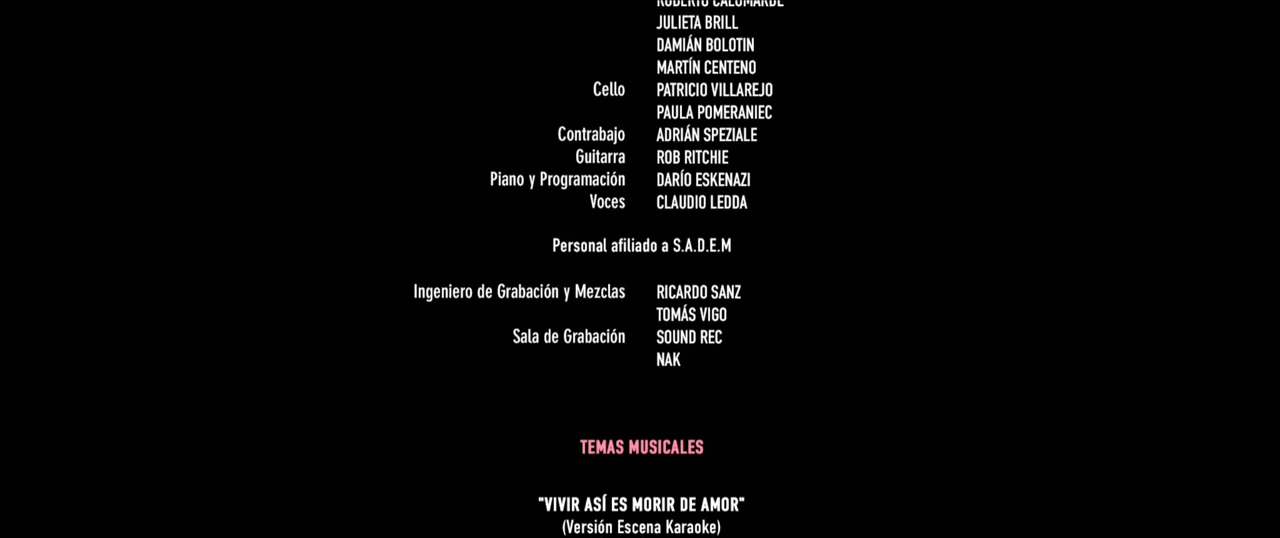 ROBERTO CALOMARDE
JULIETA BRILL
DAMIÁN BOLOTIN
MARTÍN CENTENO
Cello PATRICIO VILLAREJO
PAULA POMERANIEC
Contrabajo ADRIÁN SPEZIALE
Guitarra ROB RITCHIE
Piano y Programación DARÍO ESKENAZI
Voces CLAUDIO LEDDA
Personal afiliado a S.A.D.E.M
Ingeniero de Grabación y Mezclas RICARDO SANZ
TOMÁS VIGO
Sala de Grabación SOUND REC
NAK
TEMAS MUSICALES
"VIVIR ASÍ ES MORIR DE AMOR"
(Versión Escena Karaoke)